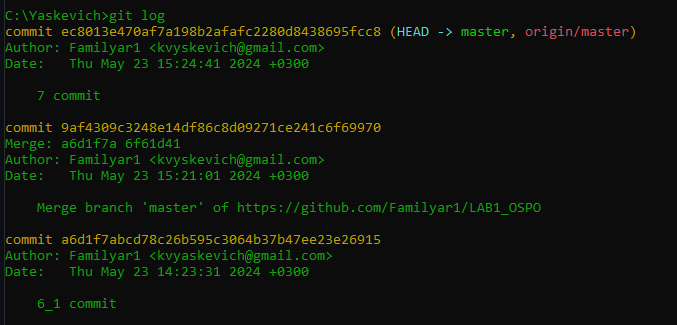 C:\Yaskevich>git log
commit ec8013e470af7a198b2afafc2280d8438695fcc8 (HEAD -> master, origin/master)
Author: Familyar1 <kvyskevich@gmail.com>
Date:   Thu May 23 15:24:41 2024 +0300
    7 commit
commit 9af4309c3248e14df86c8d09271ce241c6f69970
Merge: a6d1f7a 6f61d41
Author: Familyar1 <kvyskevich@gmail.com>
Date:   Thu May 23 15:21:01 2024 +0300
    Merge branch 'master' of https://github.com/Familyar1/LAB1_OSPO
commit a6d1f7abcd78c26b595c3064b37b47ee23e26915
Author: Familyar1 <kvyaskevich@gmail.com>
Date:   Thu May 23 14:23:31 2024 +0300
    6_1 commit